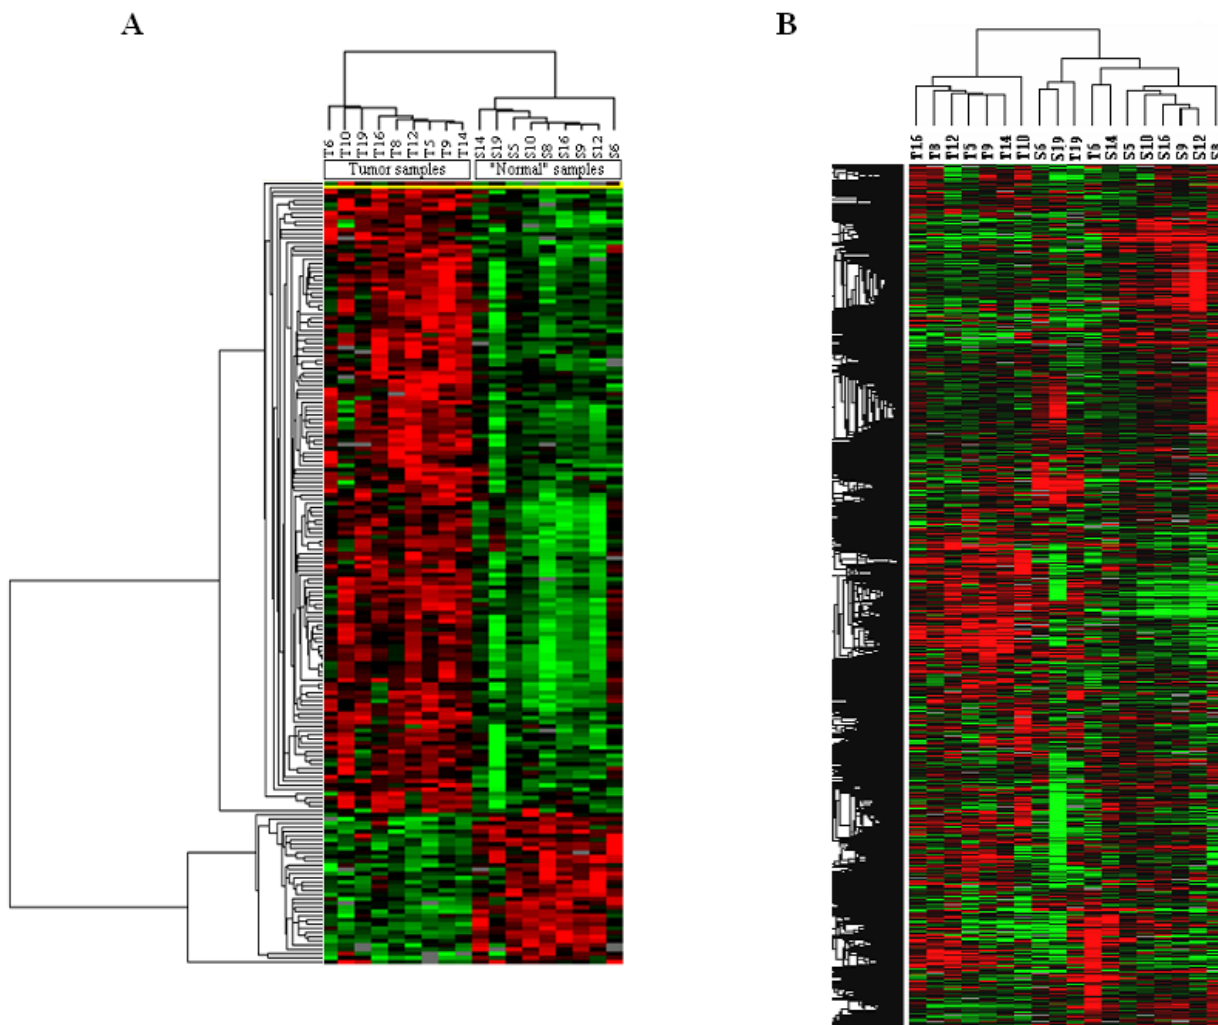 A
B
T6 T10 T19 T16 T8 T12 T5 T9 T14 S14 S19 S5 S10 S8 S16 S9 S12 S6
Tumor samples "Normal" samples
T16 T8 T12 T5 T9 T14 T10 S6 S19 T19 T6 S14 S5 S10 S16 S9 S12 S8